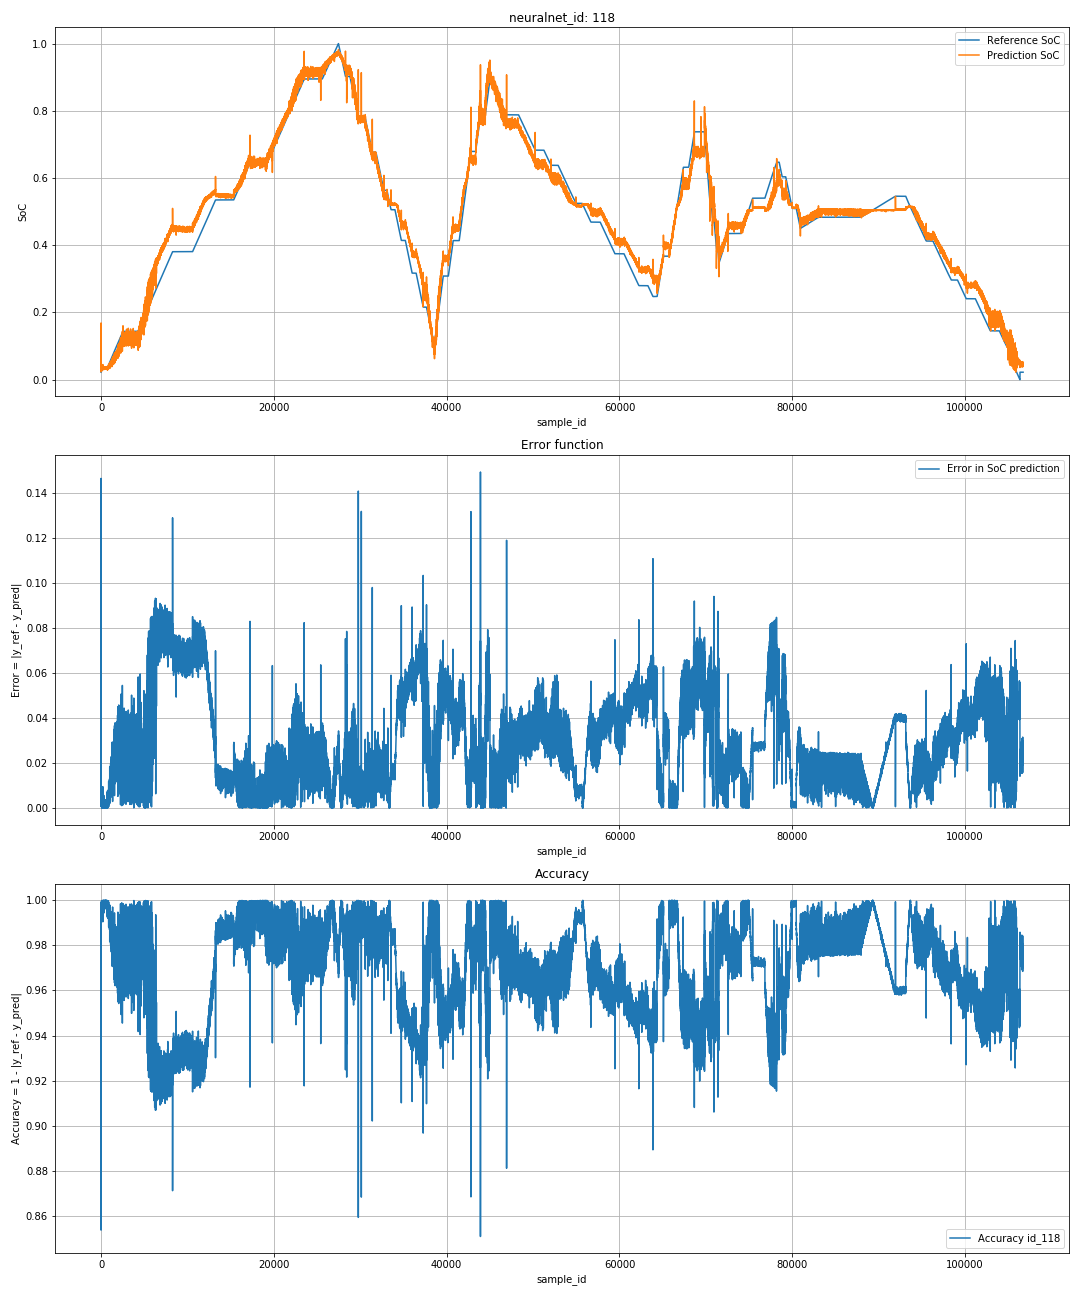 neuralnet_id: 118
Reference SoC
Prediction SoC
SoC
1.0
0.8
0.6
0.4
0.2
0.0
0 20000 40000 60000 80000 100000
sample_id
Error function
Error in SoC prediction
Error = |y_ref - y_pred|
0.14
0.12
0.10
0.08
0.06
0.04
0.02
0.00
0 20000 40000 60000 80000 100000
sample_id
Accuracy
Accuracy = 1 - |y_ref - y_pred|
1.00
0.98
0.96
0.94
0.92
0.90
0.88
0.86
Accuracy id_118
0 20000 40000 60000 80000 100000
sample_id